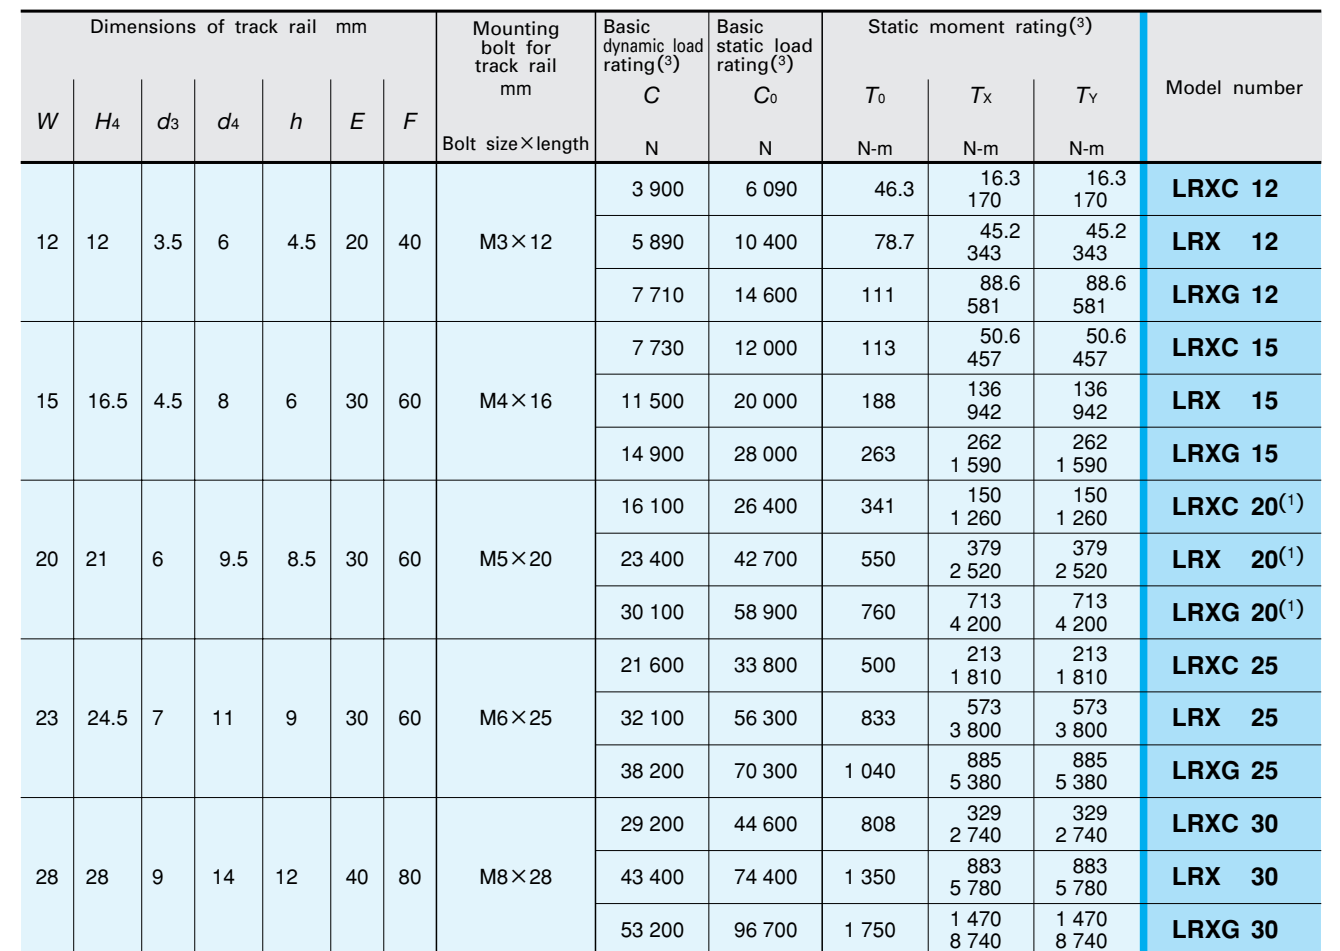 Dimensions of track rail mm
Mounting bolt for track rail mm
Bolt size×length
Basic dynamic load rating(3)
C
N
Basic static load rating(3)
C0
N
Static moment rating(3)
Model number
W H4 d3 d4 h E F
T0 TX TY
N-m N-m N-m
12 12 3.5 6 4.5 20 40 M3×12
3 900 6 090 46.3 16.3 16.3 LRXC 12
170 170
5 890 10 400 78.7 45.2 45.2 LRX 12
343 343
7 710 14 600 111 88.6 88.6 LRXG 12
581 581
15 16.5 4.5 8 6 30 60 M4×16
7 730 12 000 113 50.6 50.6 LRXC 15
457 457
11 500 20 000 188 136 136 LRX 15
942 942
14 900 28 000 263 262 262 LRXG 15
1 590 1 590
20 21 6 9.5 8.5 30 60 M5×20
16 100 26 400 341 150 150 LRXC 20(1)
1 260 1 260
23 400 42 700 550 379 379 LRX 20(1)
2 520 2 520
30 100 58 900 760 713 713 LRXG 20(1)
4 200 4 200
23 24.5 7 11 9 30 60 M6×25
21 600 33 800 500 213 213 LRXC 25
1 810 1 810
32 100 56 300 833 573 573 LRX 25
3 800 3 800
38 200 70 300 1 040 885 885 LRXG 25
5 380 5 380
28 28 9 14 12 40 80 M8×28
29 200 44 600 808 329 329 LRXC 30
2 740 2 740
43 400 74 400 1 350 883 883 LRX 30
5 780 5 780
53 200 96 700 1 750 1 470 1 470 LRXG 30
8 740 8 740